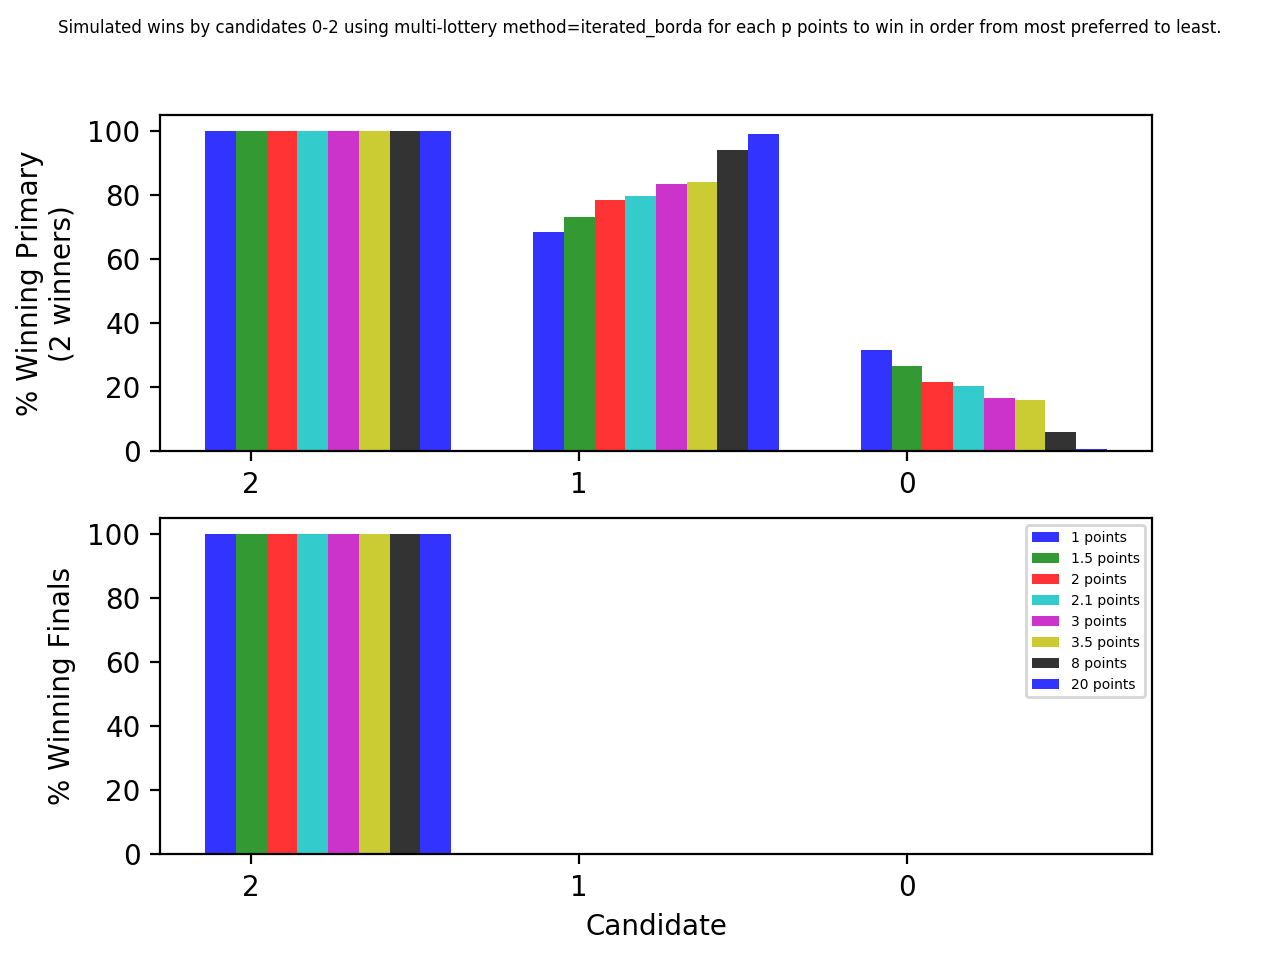 Simulated wins by candidates 0-2 using multi-lottery method=iterated_borda for each p points to win in order from most preferred to least.
% Winning Primary
(2 winners)
100
80
60
40
20
0
2
1
0
% Winning Finals
100
80
60
40
20
0
1 points
1.5 points
2 points
2.1 points
3 points
3.5 points
8 points
20 points
2
1
0
Candidate